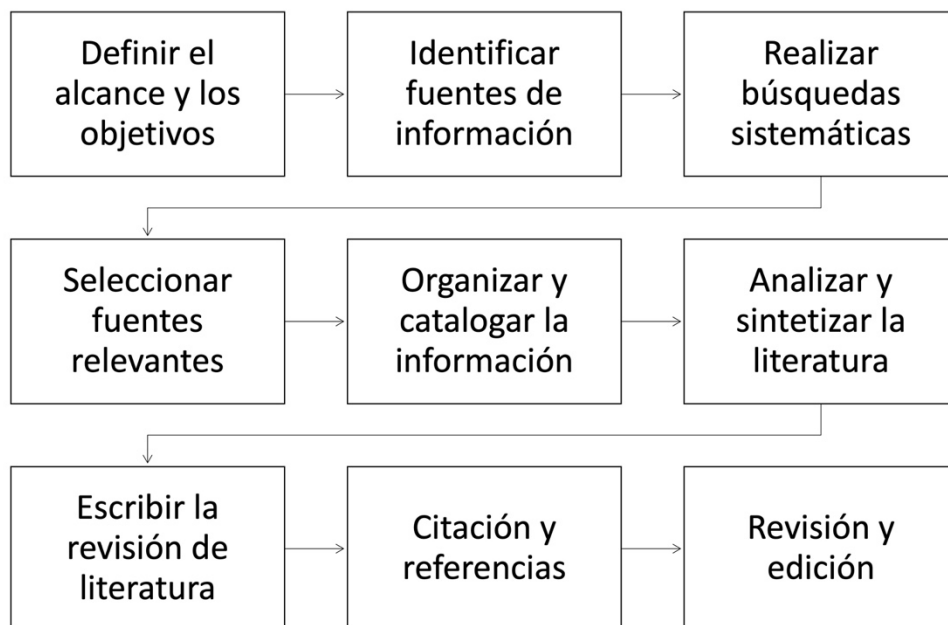 Definir el
alcance y los
objetivos
Identificar
fuentes de
información
Realizar
búsquedas
sistemáticas
Seleccionar
fuentes
relevantes
Organizar y
catalogar la
información
Analizar y
sintetizar la
literatura
Escribir la
revisión de
literatura
Citación y
referencias
Revisión y
edición